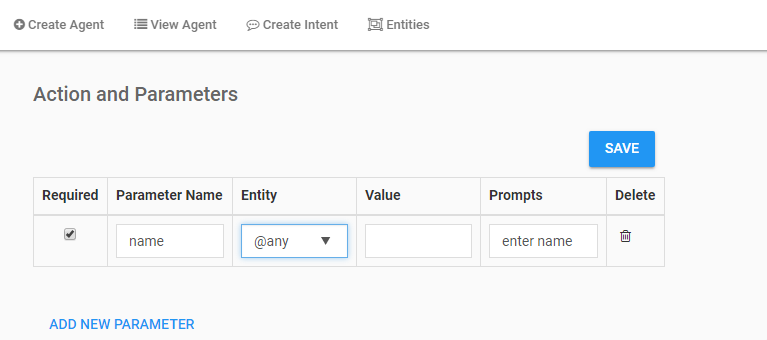 Create Agent View Agent Create Intent Entities
Action and Parameters
SAVE
Required Parameter Name Entity Value Prompts Delete
name @any enter name
ADD NEW PARAMETER